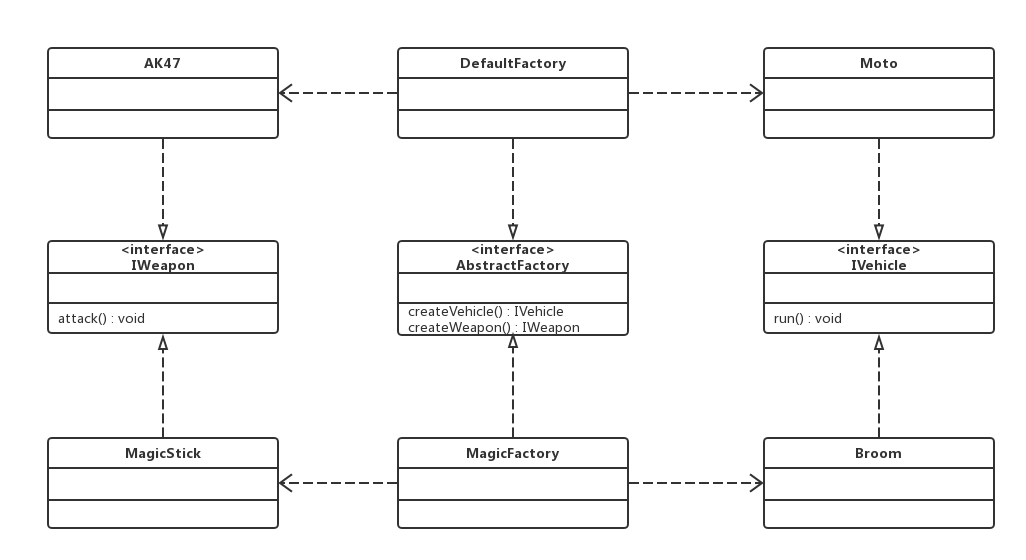 AK47
DefaultFactory
Moto
<interface>
IWeapon
attack() : void
<interface>
AbstractFactory
createVehicle() : IVehicle
createWeapon() : IWeapon
<interface>
IVehicle
run() : void
MagicStick
MagicFactory
Broom